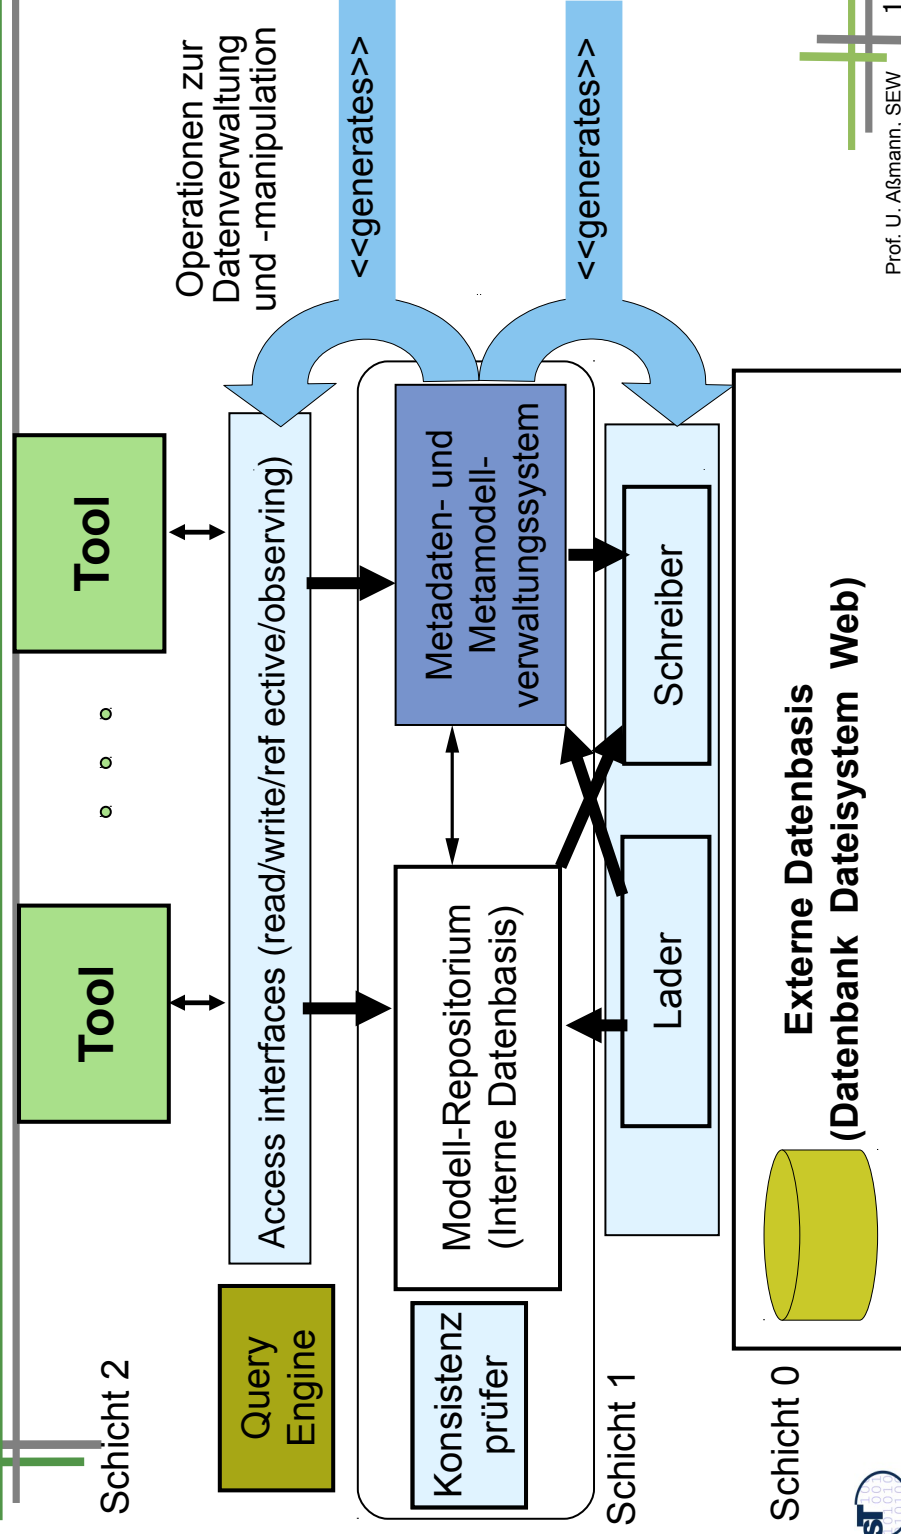 Schicht 2
Tool
Tool
Operationen zur
Datenverwaltung
und -manipulation
Query
Engine
Access interfaces (read/write/ref ective/observing)
<<generates>>
Konsistenz
prüfer
Modell-Repositorium
(Interne Datenbasis)
Metadaten- und
Metamodell-
verwaltungssystem
<<generates>>
Schicht 1
Lader
Schreiber
Schicht 0
Externe Datenbasis
(Datenbank Dateisystem Web)
Prof. U. Aßmann, SEW
1